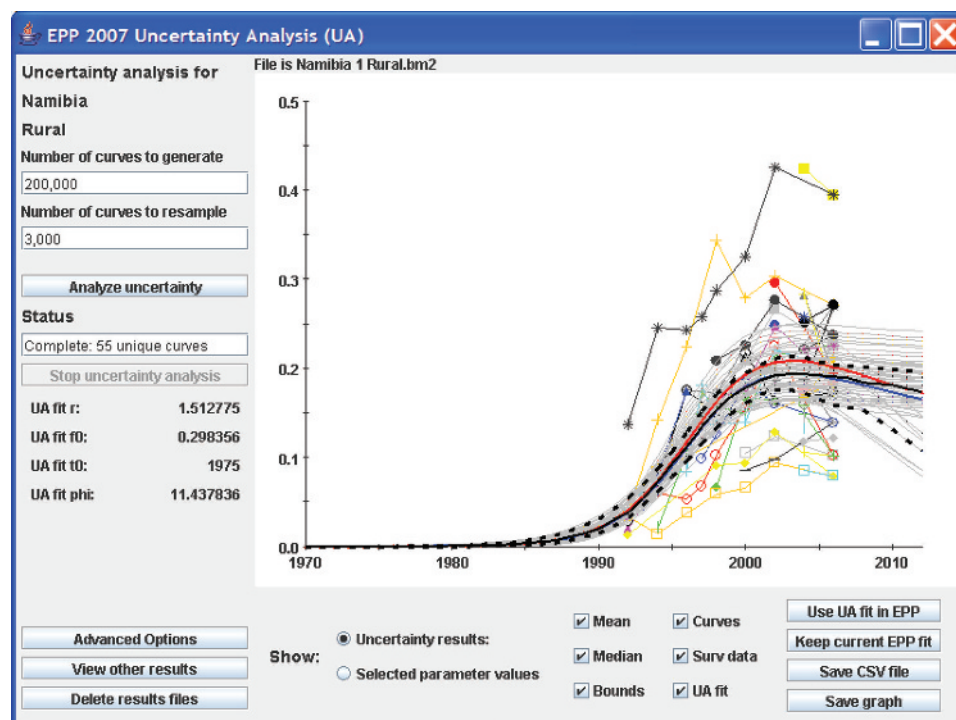 EPP 2007 Uncertainty Analysis (UA)
Uncertainty analysis for
Namibia
Rural
Number of curves to generate
200,000
Number of curves to resample
3,000
Analyze uncertainty
Status
Complete: 55 unique curves
Stop uncertainty analysis
UA fit r: 1.512775
UA fit f0: 0.298356
UA fit t0: 1975
UA fit phi: 11.437836
Advanced Options
View other results
Delete results files
File is Namibia 1 Rural.bm2
0.5
0.4
0.3
0.2
0.1
0.0
1970 1980 1990 2000 2010
Show:
Uncertainty results:
Selected parameter values
Mean
Median
Bounds
Curves
Surv data
UA fit
Use UA fit in EPP
Keep current EPP fit
Save CSV file
Save graph